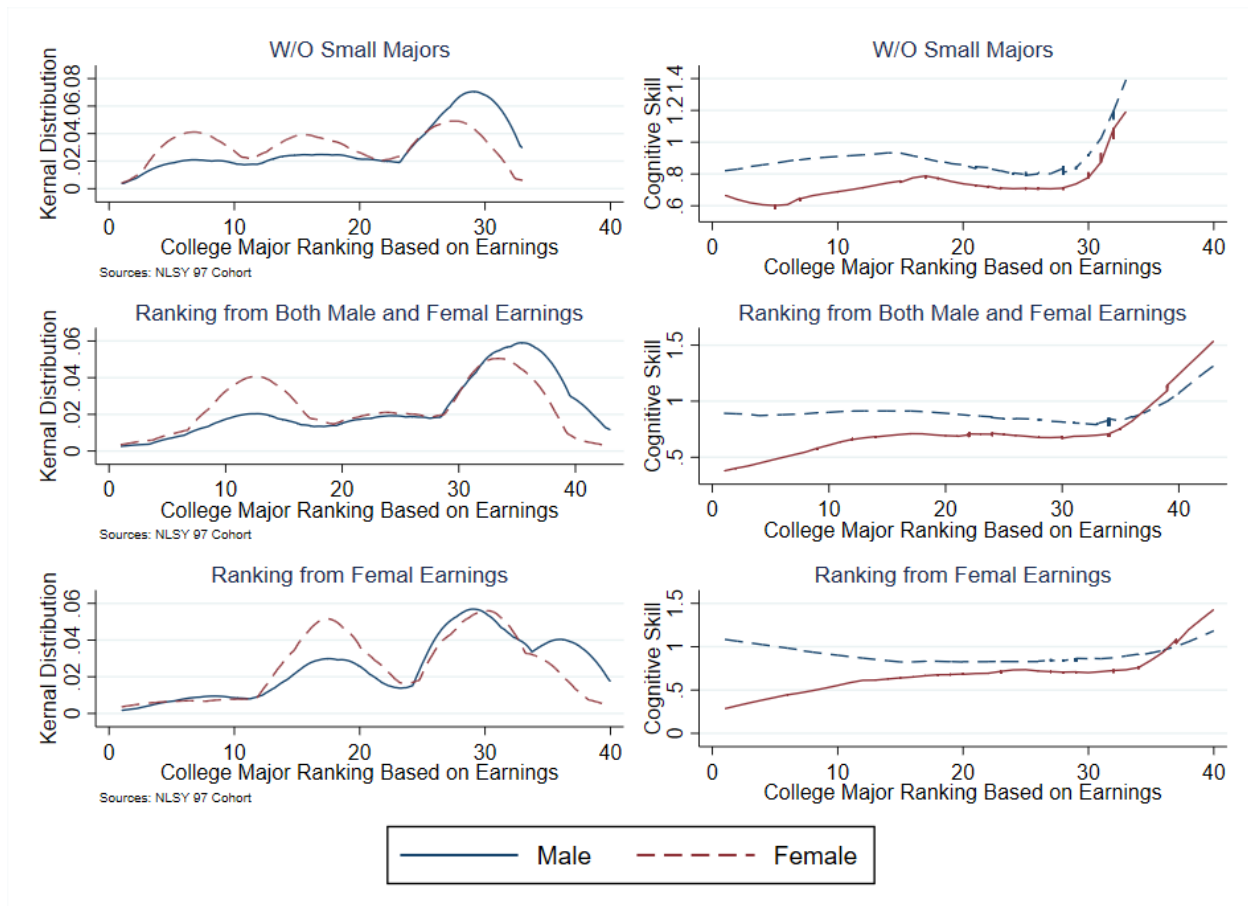 W/O Small Majors
Kernal Distribution
0 .02 .04 .06 .08
0 10 20 30 40
College Major Ranking Based on Earnings
Sources: NLSY 97 Cohort
W/O Small Majors
Cognitive Skill
.6 .8 1 1.2 1.4
0 10 20 30 40
College Major Ranking Based on Earnings
Ranking from Both Male and Femal Earnings
Kernal Distribution
0 .02 .04 .06
0 10 20 30 40
College Major Ranking Based on Earnings
Sources: NLSY 97 Cohort
Ranking from Both Male and Femal Earnings
Cognitive Skill
.5 1 1.5
0 10 20 30 40
College Major Ranking Based on Earnings
Ranking from Femal Earnings
Kernal Distribution
0 .02 .04 .06
0 10 20 30 40
College Major Ranking Based on Earnings
Sources: NLSY 97 Cohort
Ranking from Femal Earnings
Cognitive Skill
0 .5 1 1.5
0 10 20 30 40
College Major Ranking Based on Earnings
Male Female